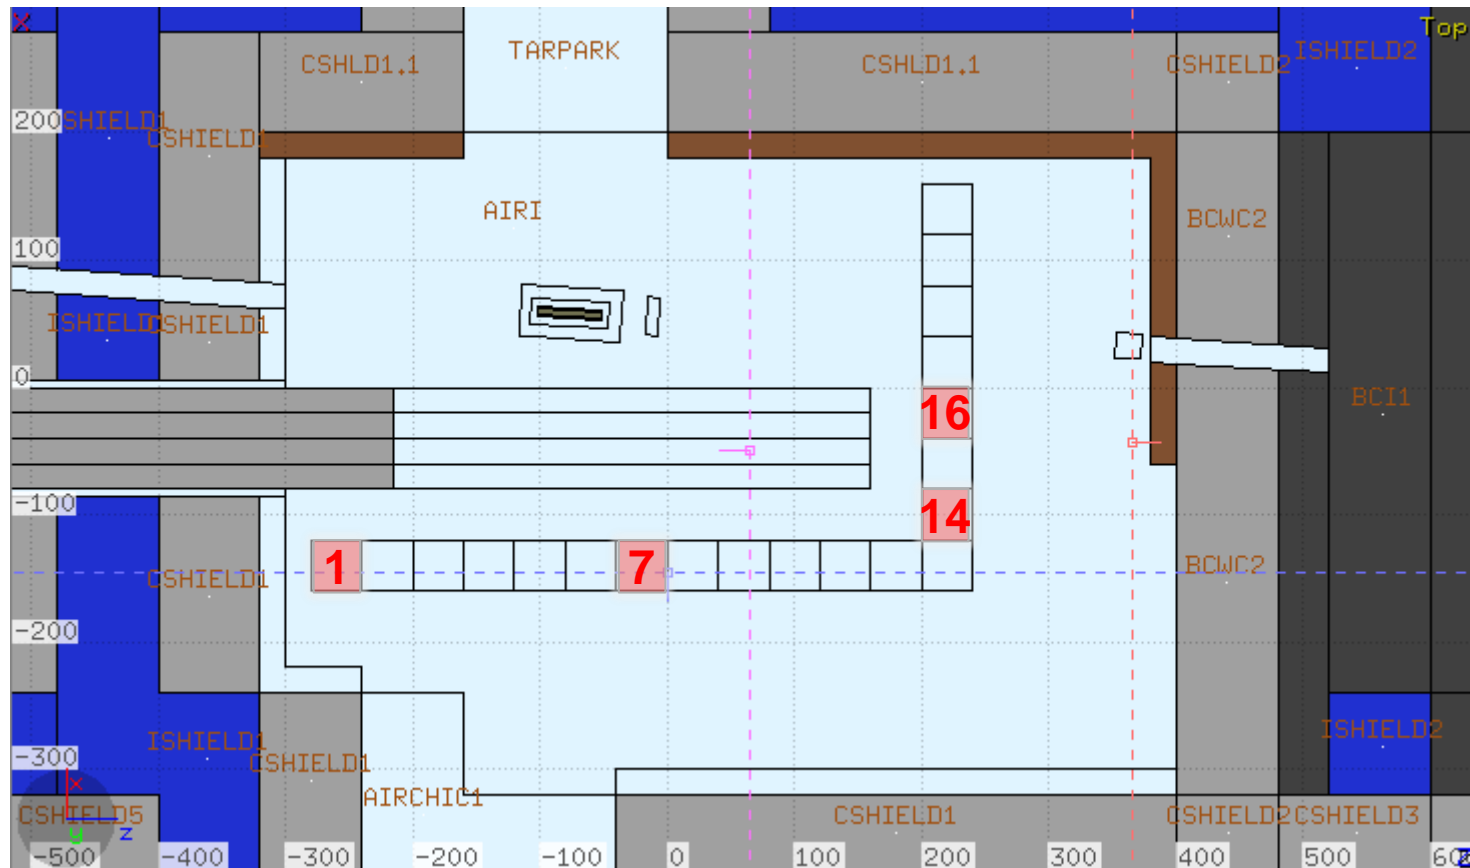 Top
TARPARK
CSHLD1.1
CSHLD1.1
CSHIELD2
ISHIELD2
200
SHIELD1
CSHIELD1
AIRI
BCWC2
100
ISHIELD
CSHIELD1
0
16
BCI1
-100
14
1
7
CSHIELD1
BCWC2
-200
ISHIELD1
CSHIELD1
ISHIELD2
-300
x
AIRCHIC1
CSHIELD5
y
z
CSHIELD1
CSHIELD2
CSHIELD3
-500
-400
-300
-200
-100
0
100
200
300
400
500